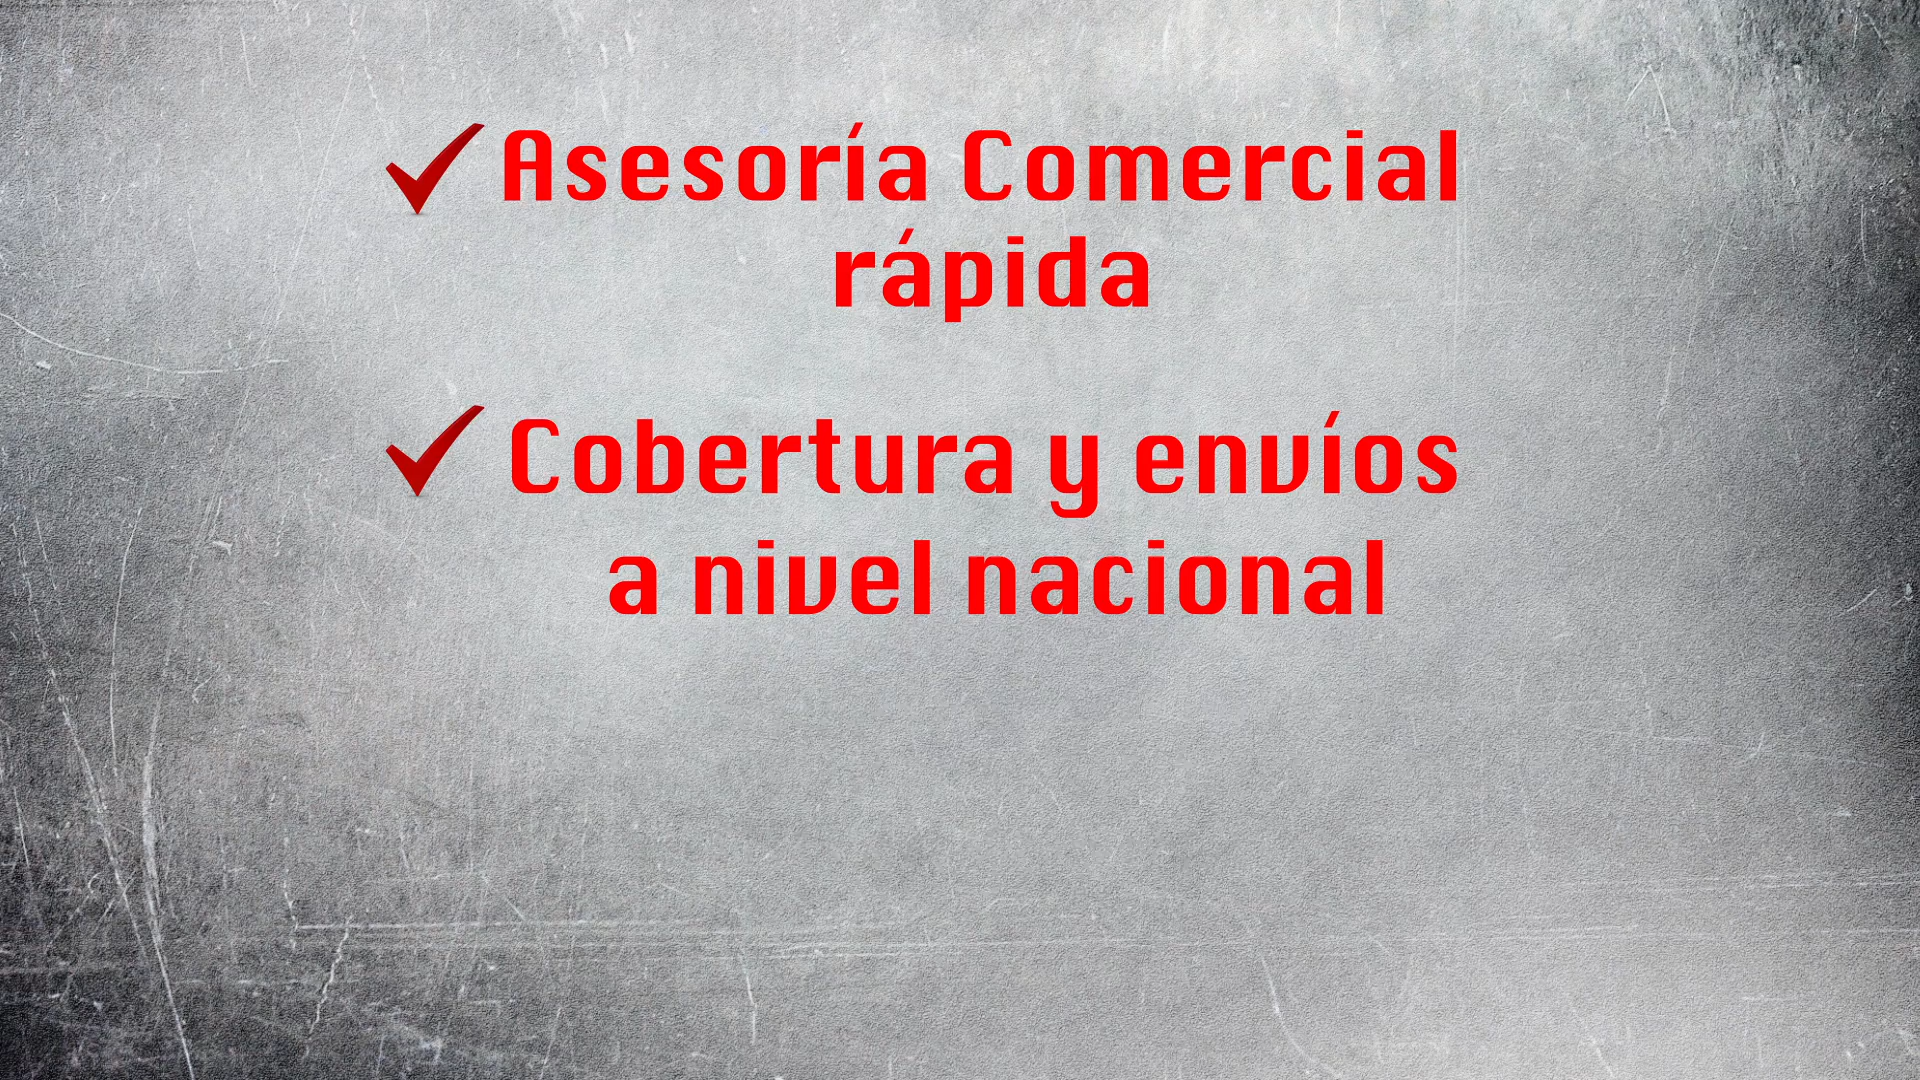 Asesoría Comercial
rápida
Cobertura y envíos
a nivel nacional